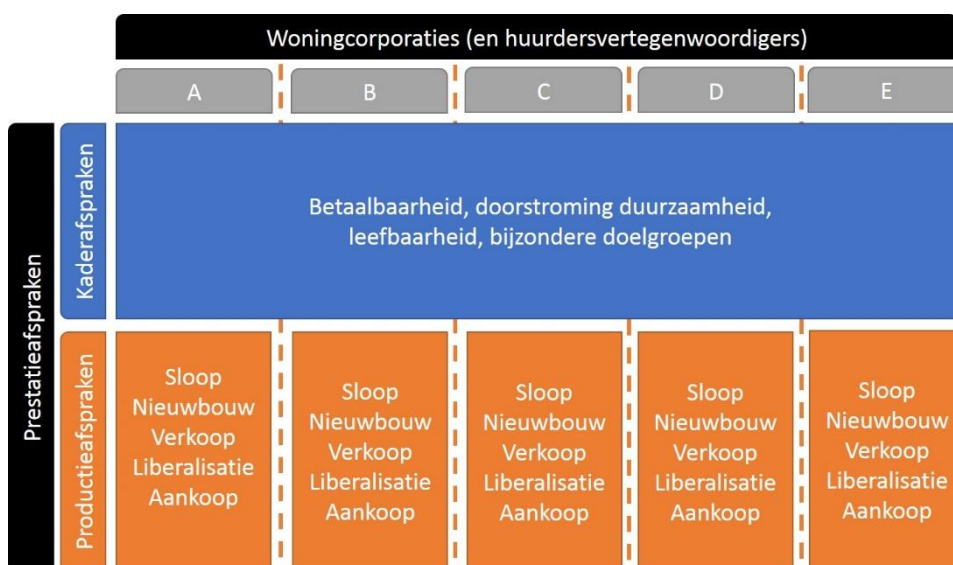 Woningcorporaties (en huurdersvertegenwoordigers)
A
B
C
D
E
Prestatieafspraken
Kaderafspraken
Betaalbaarheid, doorstroming duurzaamheid,
leefbaarheid, bijzondere doelgroepen
Productieafspraken
Sloop
Nieuwbouw
Verkoop
Liberalisatie
Aankoop
Sloop
Nieuwbouw
Verkoop
Liberalisatie
Aankoop
Sloop
Nieuwbouw
Verkoop
Liberalisatie
Aankoop
Sloop
Nieuwbouw
Verkoop
Liberalisatie
Aankoop
Sloop
Nieuwbouw
Verkoop
Liberalisatie
Aankoop